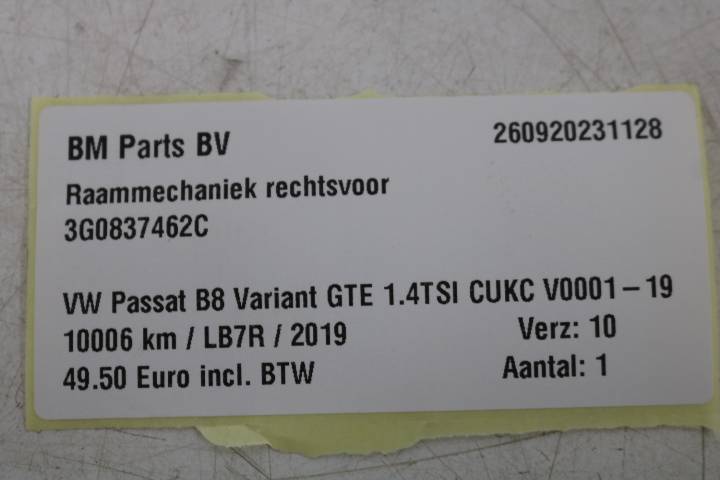 BM Parts BV 260920231128
Raammechaniek rechtsvoor
3G0837462C
VW Passat B8 Variant GTE 1.4TSI CUKC V0001-19
10006 km / LB7R / 2019 Verz: 10
49.50 Euro incl. BTW Aantal: 1